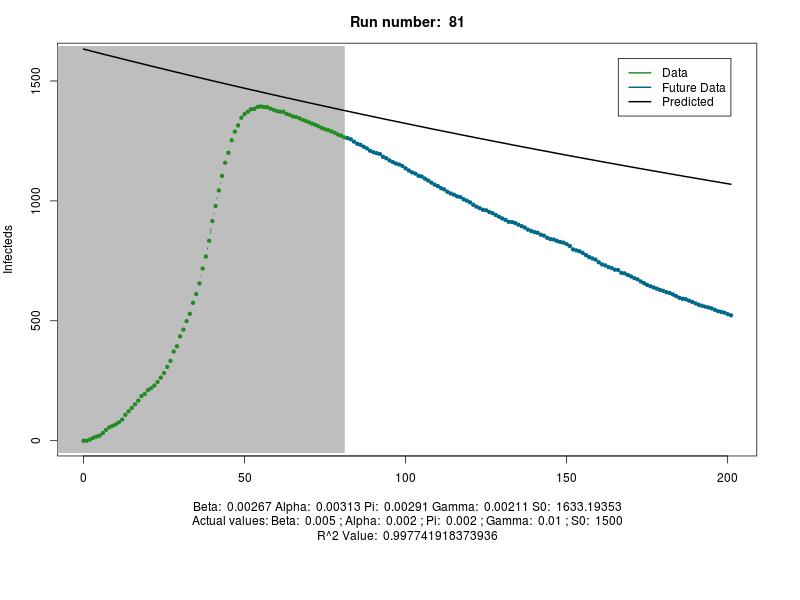 Run number:  81
Data
Future Data
Predicted
Infecteds
1500
1000
500
0
0
50
100
150
200
Beta:  0.00267 Alpha:  0.00313 Pi:  0.00291 Gamma:  0.00211 S0:  1633.19353
Actual values: Beta:  0.005 ; Alpha:  0.002 ; Pi:  0.002 ; Gamma:  0.01 ; S0:  1500
R^2 Value:  0.997741918373936